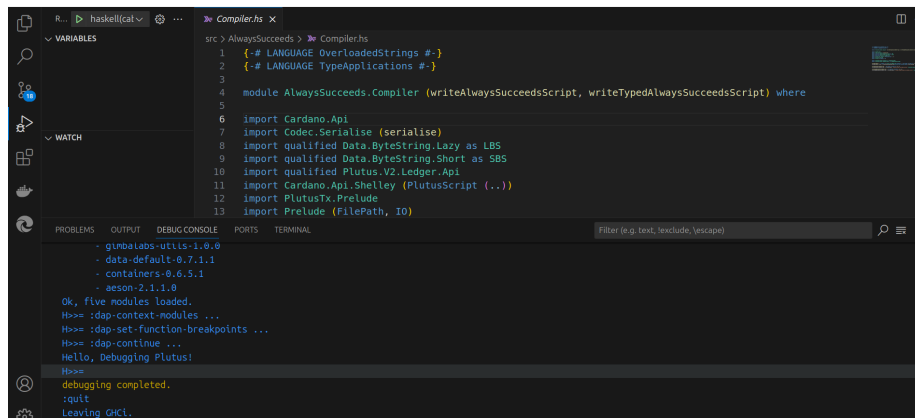 R... haskell(cat ...
VARIABLES
WATCH
18
Compiler.hs
src > AlwaysSucceeds > Compiler.hs
1 {-# LANGUAGE OverloadedStrings #-}
2 {-# LANGUAGE TypeApplications #-}
3
4 module AlwaysSucceeds.Compiler (writeAlwaysSucceedsScript, writeTypedAlwaysSucceedsScript) where
5
6 import Cardano.Api
7 import Codec.Serialise (serialise)
8 import qualified Data.ByteString.Lazy as LBS
9 import qualified Data.ByteString.Short as SBS
10 import qualified Plutus.V2.Ledger.Api
11 import Cardano.Api.Shelley (PlutusScript (..))
12 import PlutusTx.Prelude
13 import Prelude (FilePath, IO)
PROBLEMS OUTPUT DEBUG CONSOLE PORTS TERMINAL Filter (e.g. text, !exclude, \escape)
- gimbalabs-utils-1.0.0
- data-default-0.7.1.1
- containers-0.6.5.1
- aeson-2.1.1.0
Ok, five modules loaded.
H>>= :dap-context-modules ...
H>>= :dap-set-function-breakpoints ...
H>>= :dap-continue ...
Hello, Debugging Plutus!
H>>=
debugging completed.
:quit
Leaving GHCi.